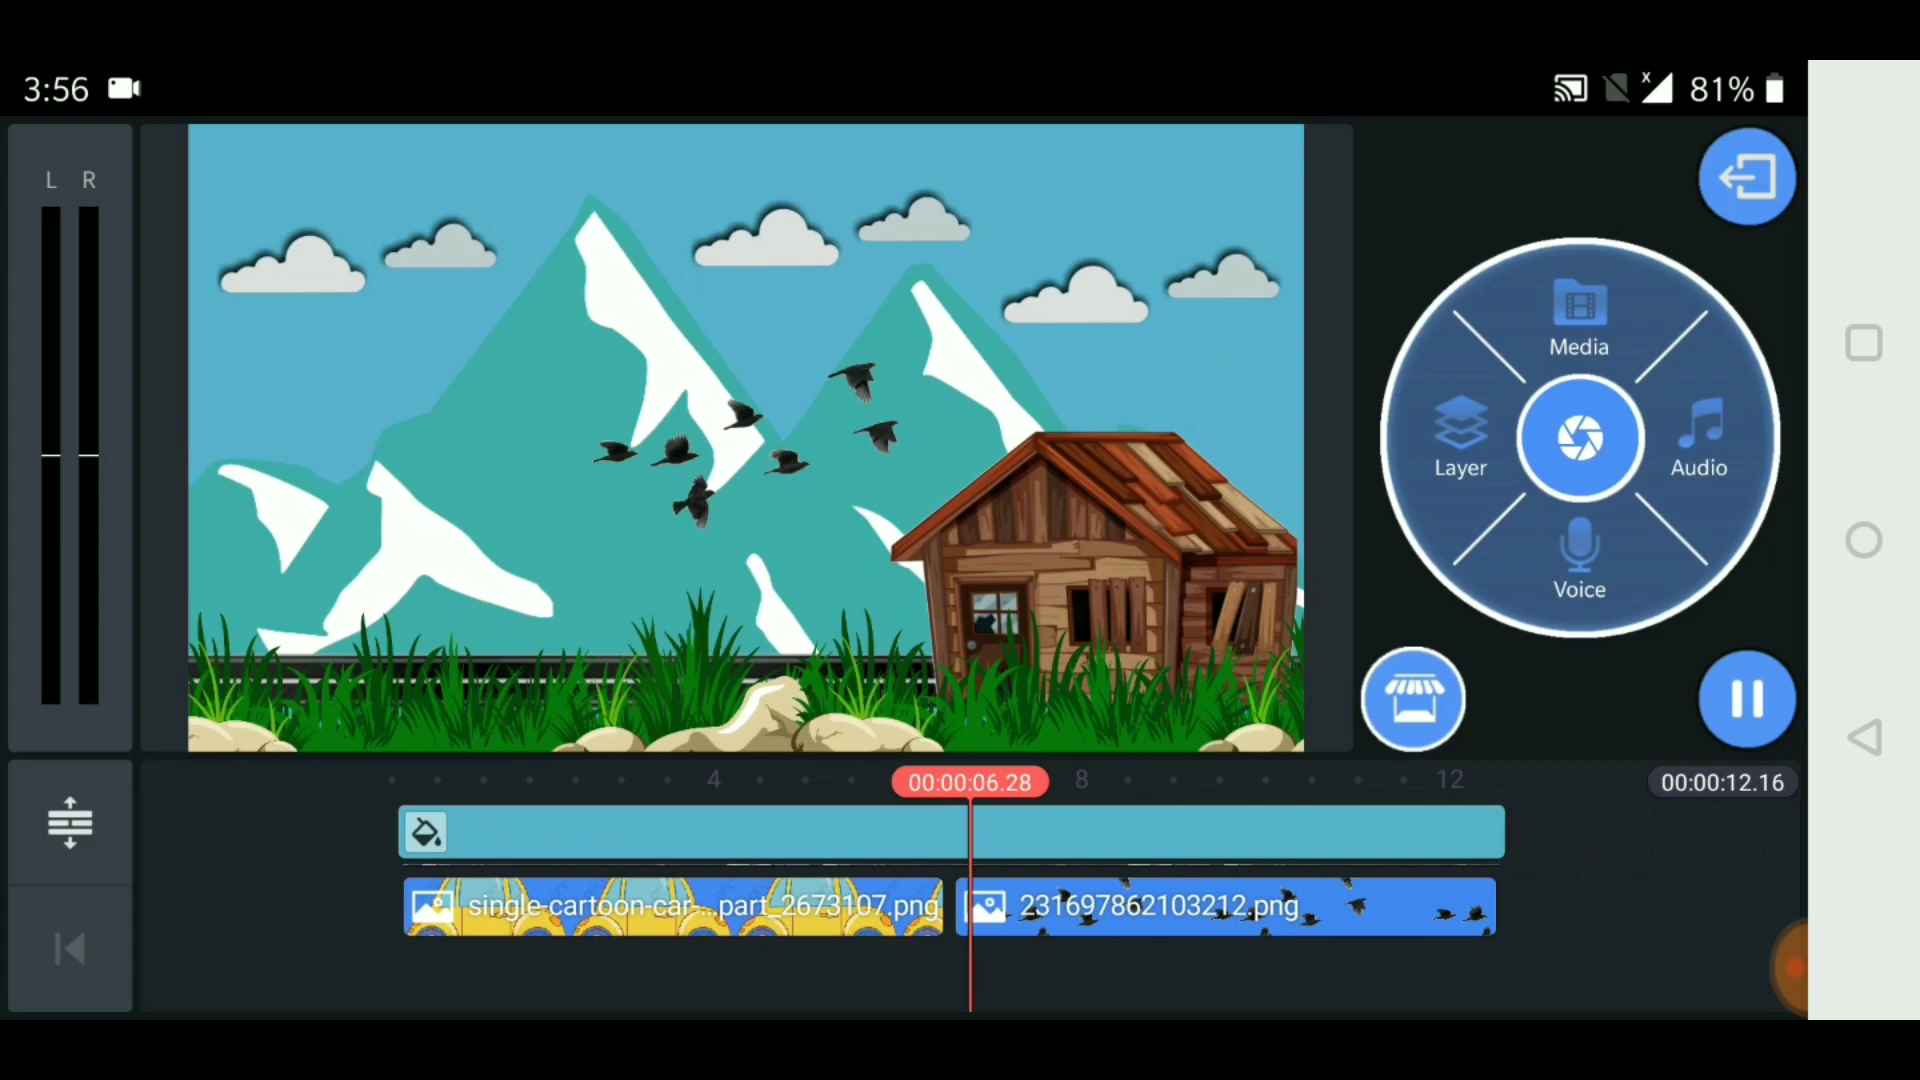 3:56
x
81%
L R
Media
Layer
Audio
Voice
4
00:00:06.28
8
12
00:00:12.16
single-cartoon-car-...part_2673107.png
231697862103212.png